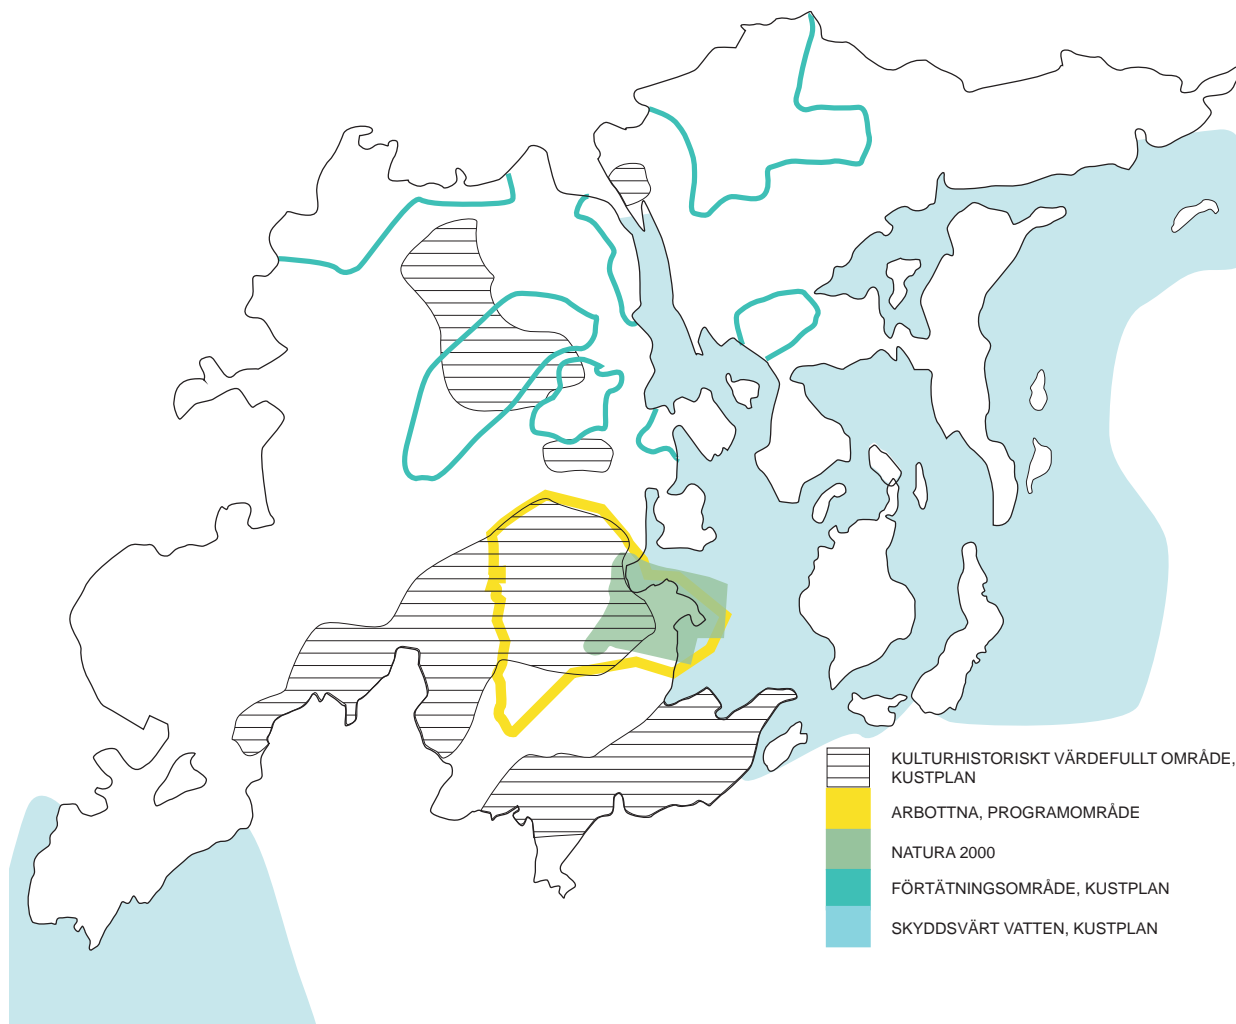 KULTURHISTORISKT VÄRDEFULLT OMRÅDE,
KUSTPLAN
ARBOTTNA, PROGRAMOMRÅDE
NATURA 2000
FÖRTÄTNINGSOMRÅDE, KUSTPLAN
SKYDDSVÄRT VATTEN, KUSTPLAN